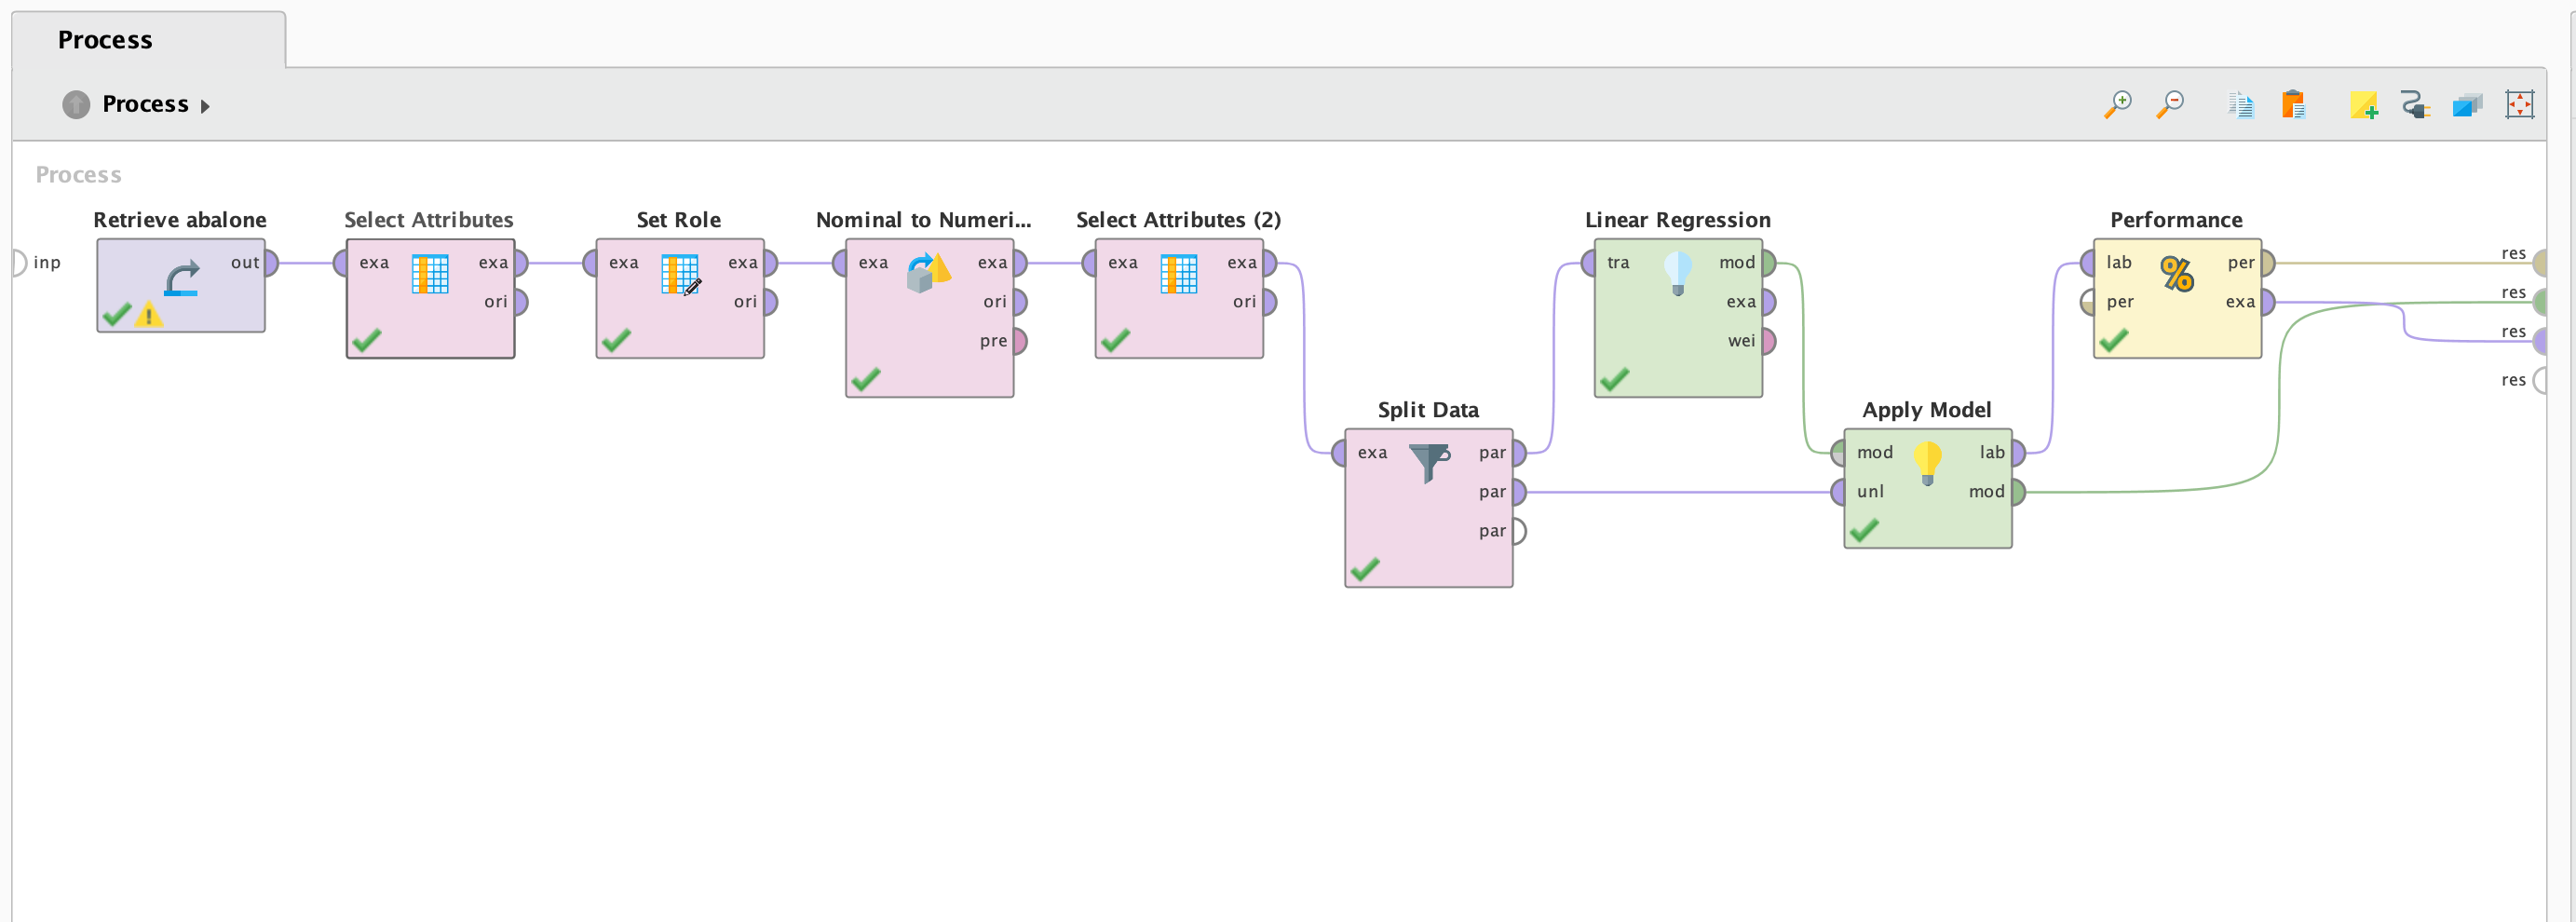 Process
Process
Process
Retrieve abalone
Select Attributes
Set Role
Nominal to Numeri...
Select Attributes (2)
Linear Regression
Performance
inp
out
exa
exa
ori
exa
exa
ori
exa
exa
ori
pre
exa
exa
ori
tra
mod
exa
wei
lab
per
per
exa
res
res
res
res
Split Data
exa
par
par
par
Apply Model
mod
lab
unl
mod